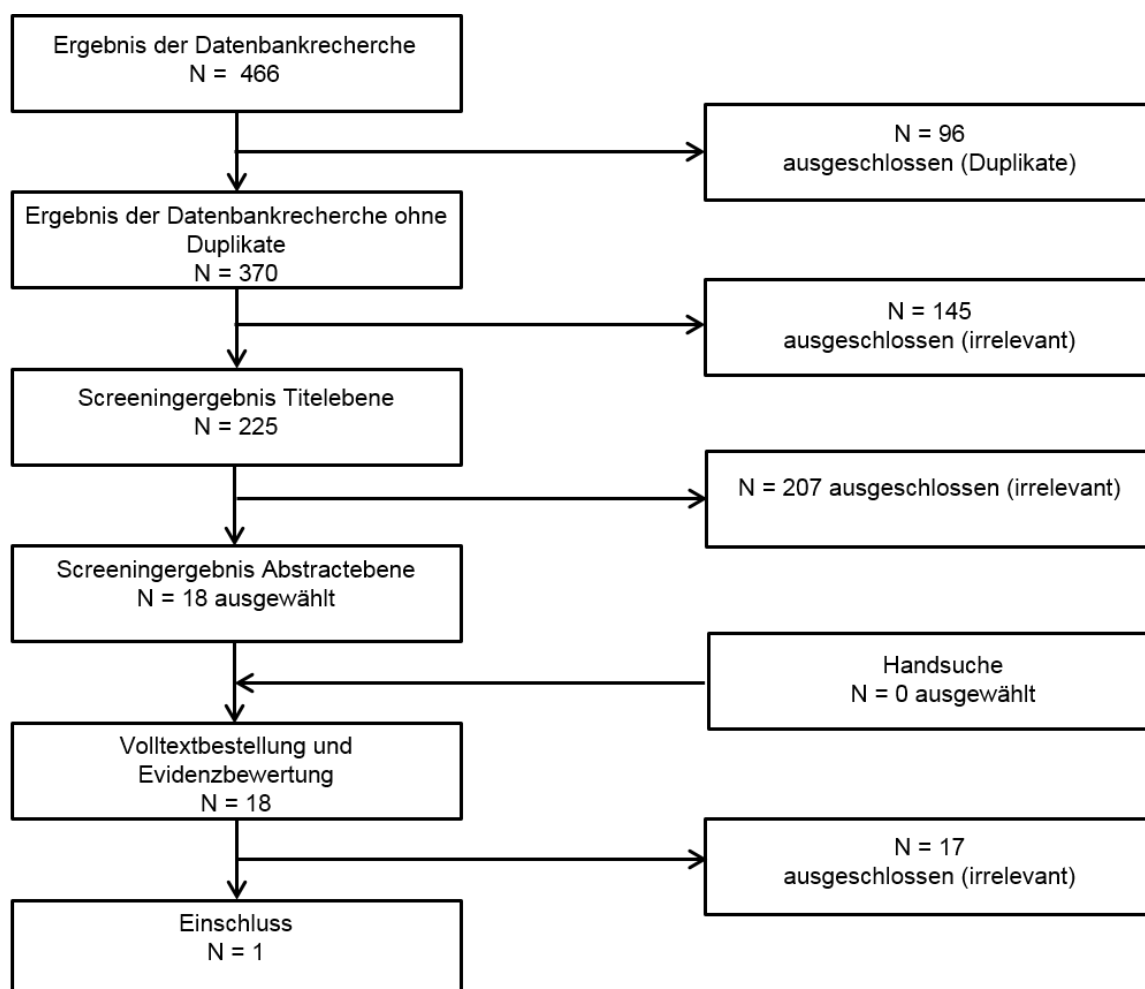 Ergebnis der Datenbankrecherche
N = 466
N = 96
ausgeschlossen (Duplikate)
Ergebnis der Datenbankrecherche ohne
Duplikate
N = 370
N = 145
ausgeschlossen (irrelevant)
Screeningergebnis Titelebene
N = 225
N = 207 ausgeschlossen (irrelevant)
Screeningergebnis Abstractebene
N = 18 ausgewählt
Handsuche
N = 0 ausgewählt
Volltextbestellung und
Evidenzbewertung
N = 18
N = 17
ausgeschlossen (irrelevant)
Einschluss
N = 1